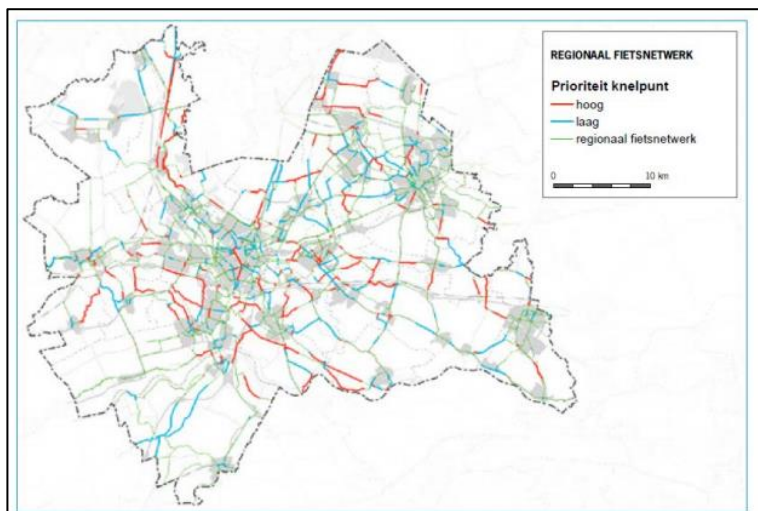 REGIONAAL FIETSNETWERK
Prioriteit knelpunt
hoog
laag
regionaal fietsnetwerk
0 10 km